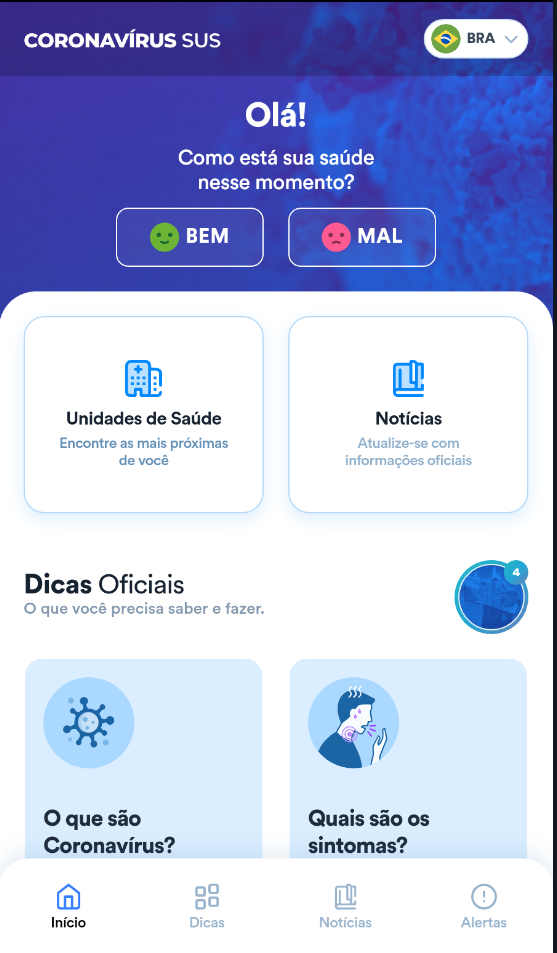 CORONAVÍRUS SUS
BRA
Olá!
Como está sua saúde
nesse momento?
BEM
MAL
Unidades de Saúde
Encontre as mais próximas
de você
Notícias
Atualize-se com
informações oficiais
Dicas Oficiais
O que você precisa saber e fazer.
4
O que são
Coronavírus?
Quais são os
sintomas?
Início
Dicas
Notícias
Alertas